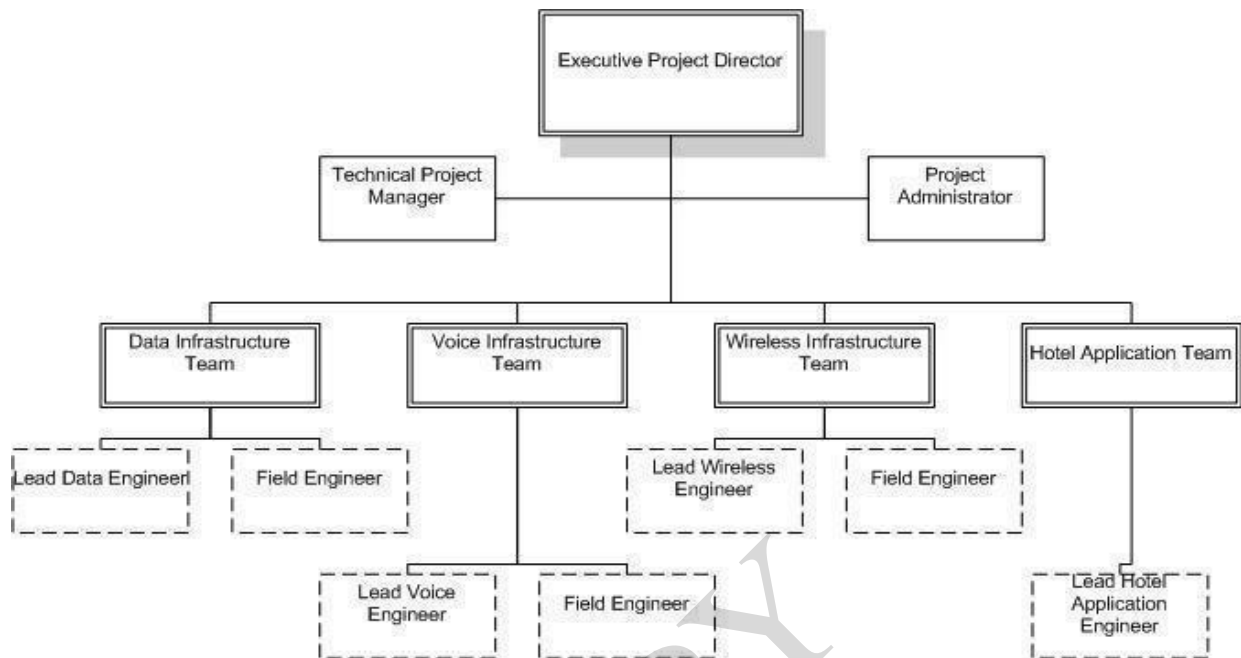 Executive Project Director
Technical Project
Manager
Project
Administrator
Data Infrastructure
Team
Voice Infrastructure
Team
Wireless Infrastructure
Team
Hotel Application Team
Lead Data Engineer
Field Engineer
Lead Wireless
Engineer
Field Engineer
Lead Voice
Engineer
Field Engineer
Lead Hotel
Application
Engineer